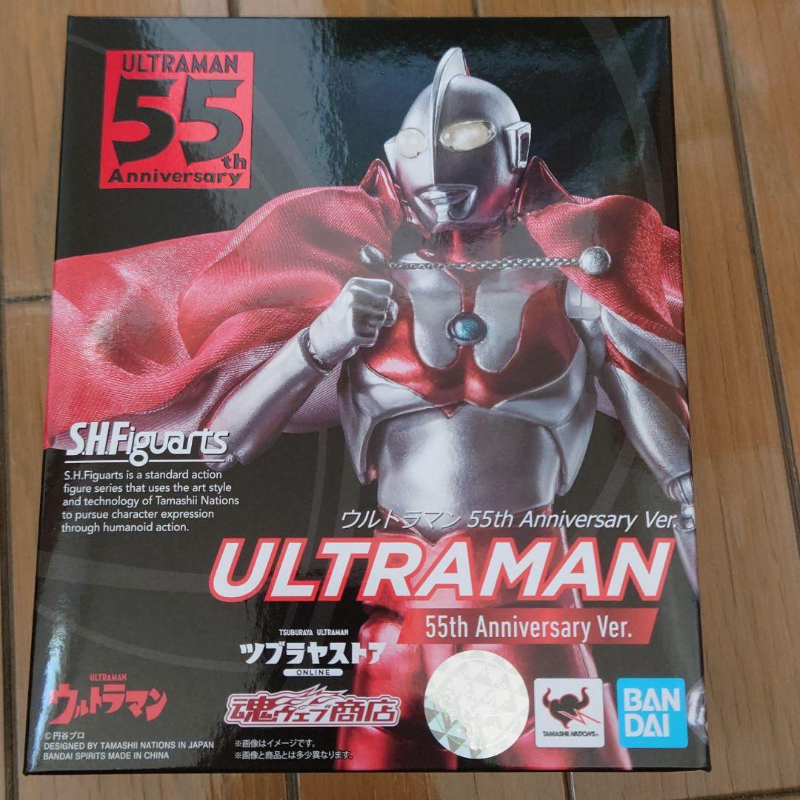 ULTRAMAN
55th
Anniversary
S.H.Figuarts®
S.H.Figuarts is a standard action
figure series that uses the art style
and technology of Tamashii Nations
to pursue character expression
through humanoid action.
ウルトラマン 55th Anniversary Ver.
ULTRAMAN
55th Anniversary Ver.
TSUBURAYA ULTRAMAN
ツブラヤストア
ONLINE
ULTRAMAN
ウルトラマン
魂ウェブ商店
TAMASHII NATIONS
BAN
DAI
©円谷プロ
DESIGNED BY TAMASHII NATIONS IN JAPAN
BANDAI SPIRITS MADE IN CHINA
※画像はイメージです。
※画像と商品とは多少異なります。